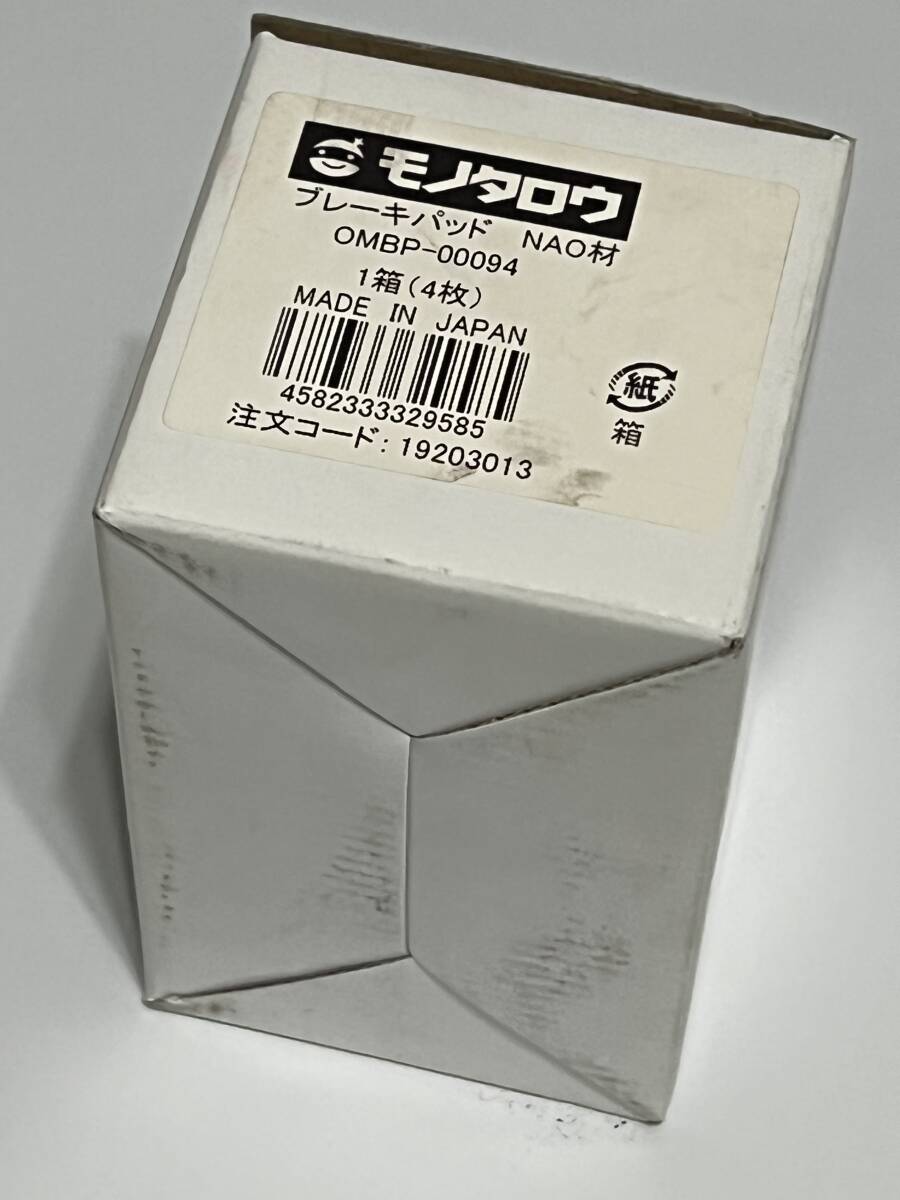 モノタロウ
ブレーキパッド NAO材
OMBP-00094
1箱(4枚)
MADE IN JAPAN
4582333329585
注文コード: 19203013
紙
箱